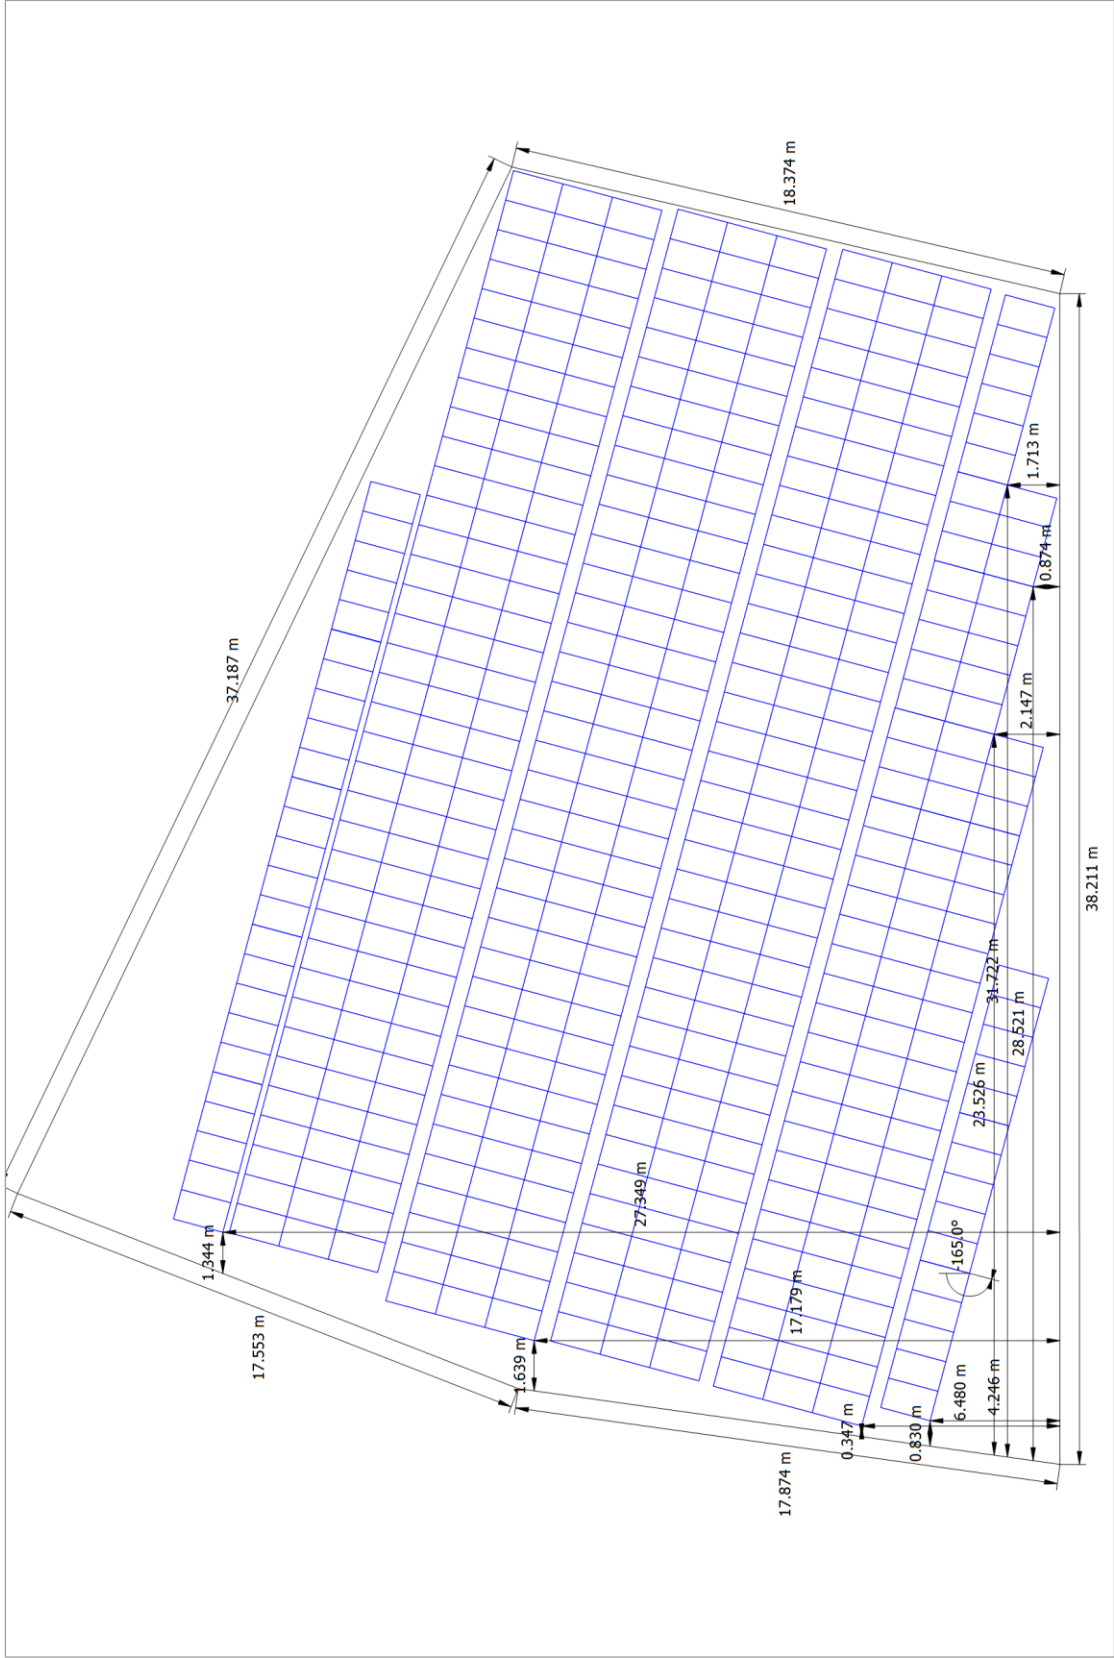 18.374 m
37.187 m
1.713 m
0.874 m
2.147 m
38.211 m
31.722 m
28.521 m
23.526 m
27.349 m
-165.0°
1.344 m
17.179 m
17.553 m
1.639 m
6.480 m
4.246 m
0.347 m
0.830 m
17.874 m